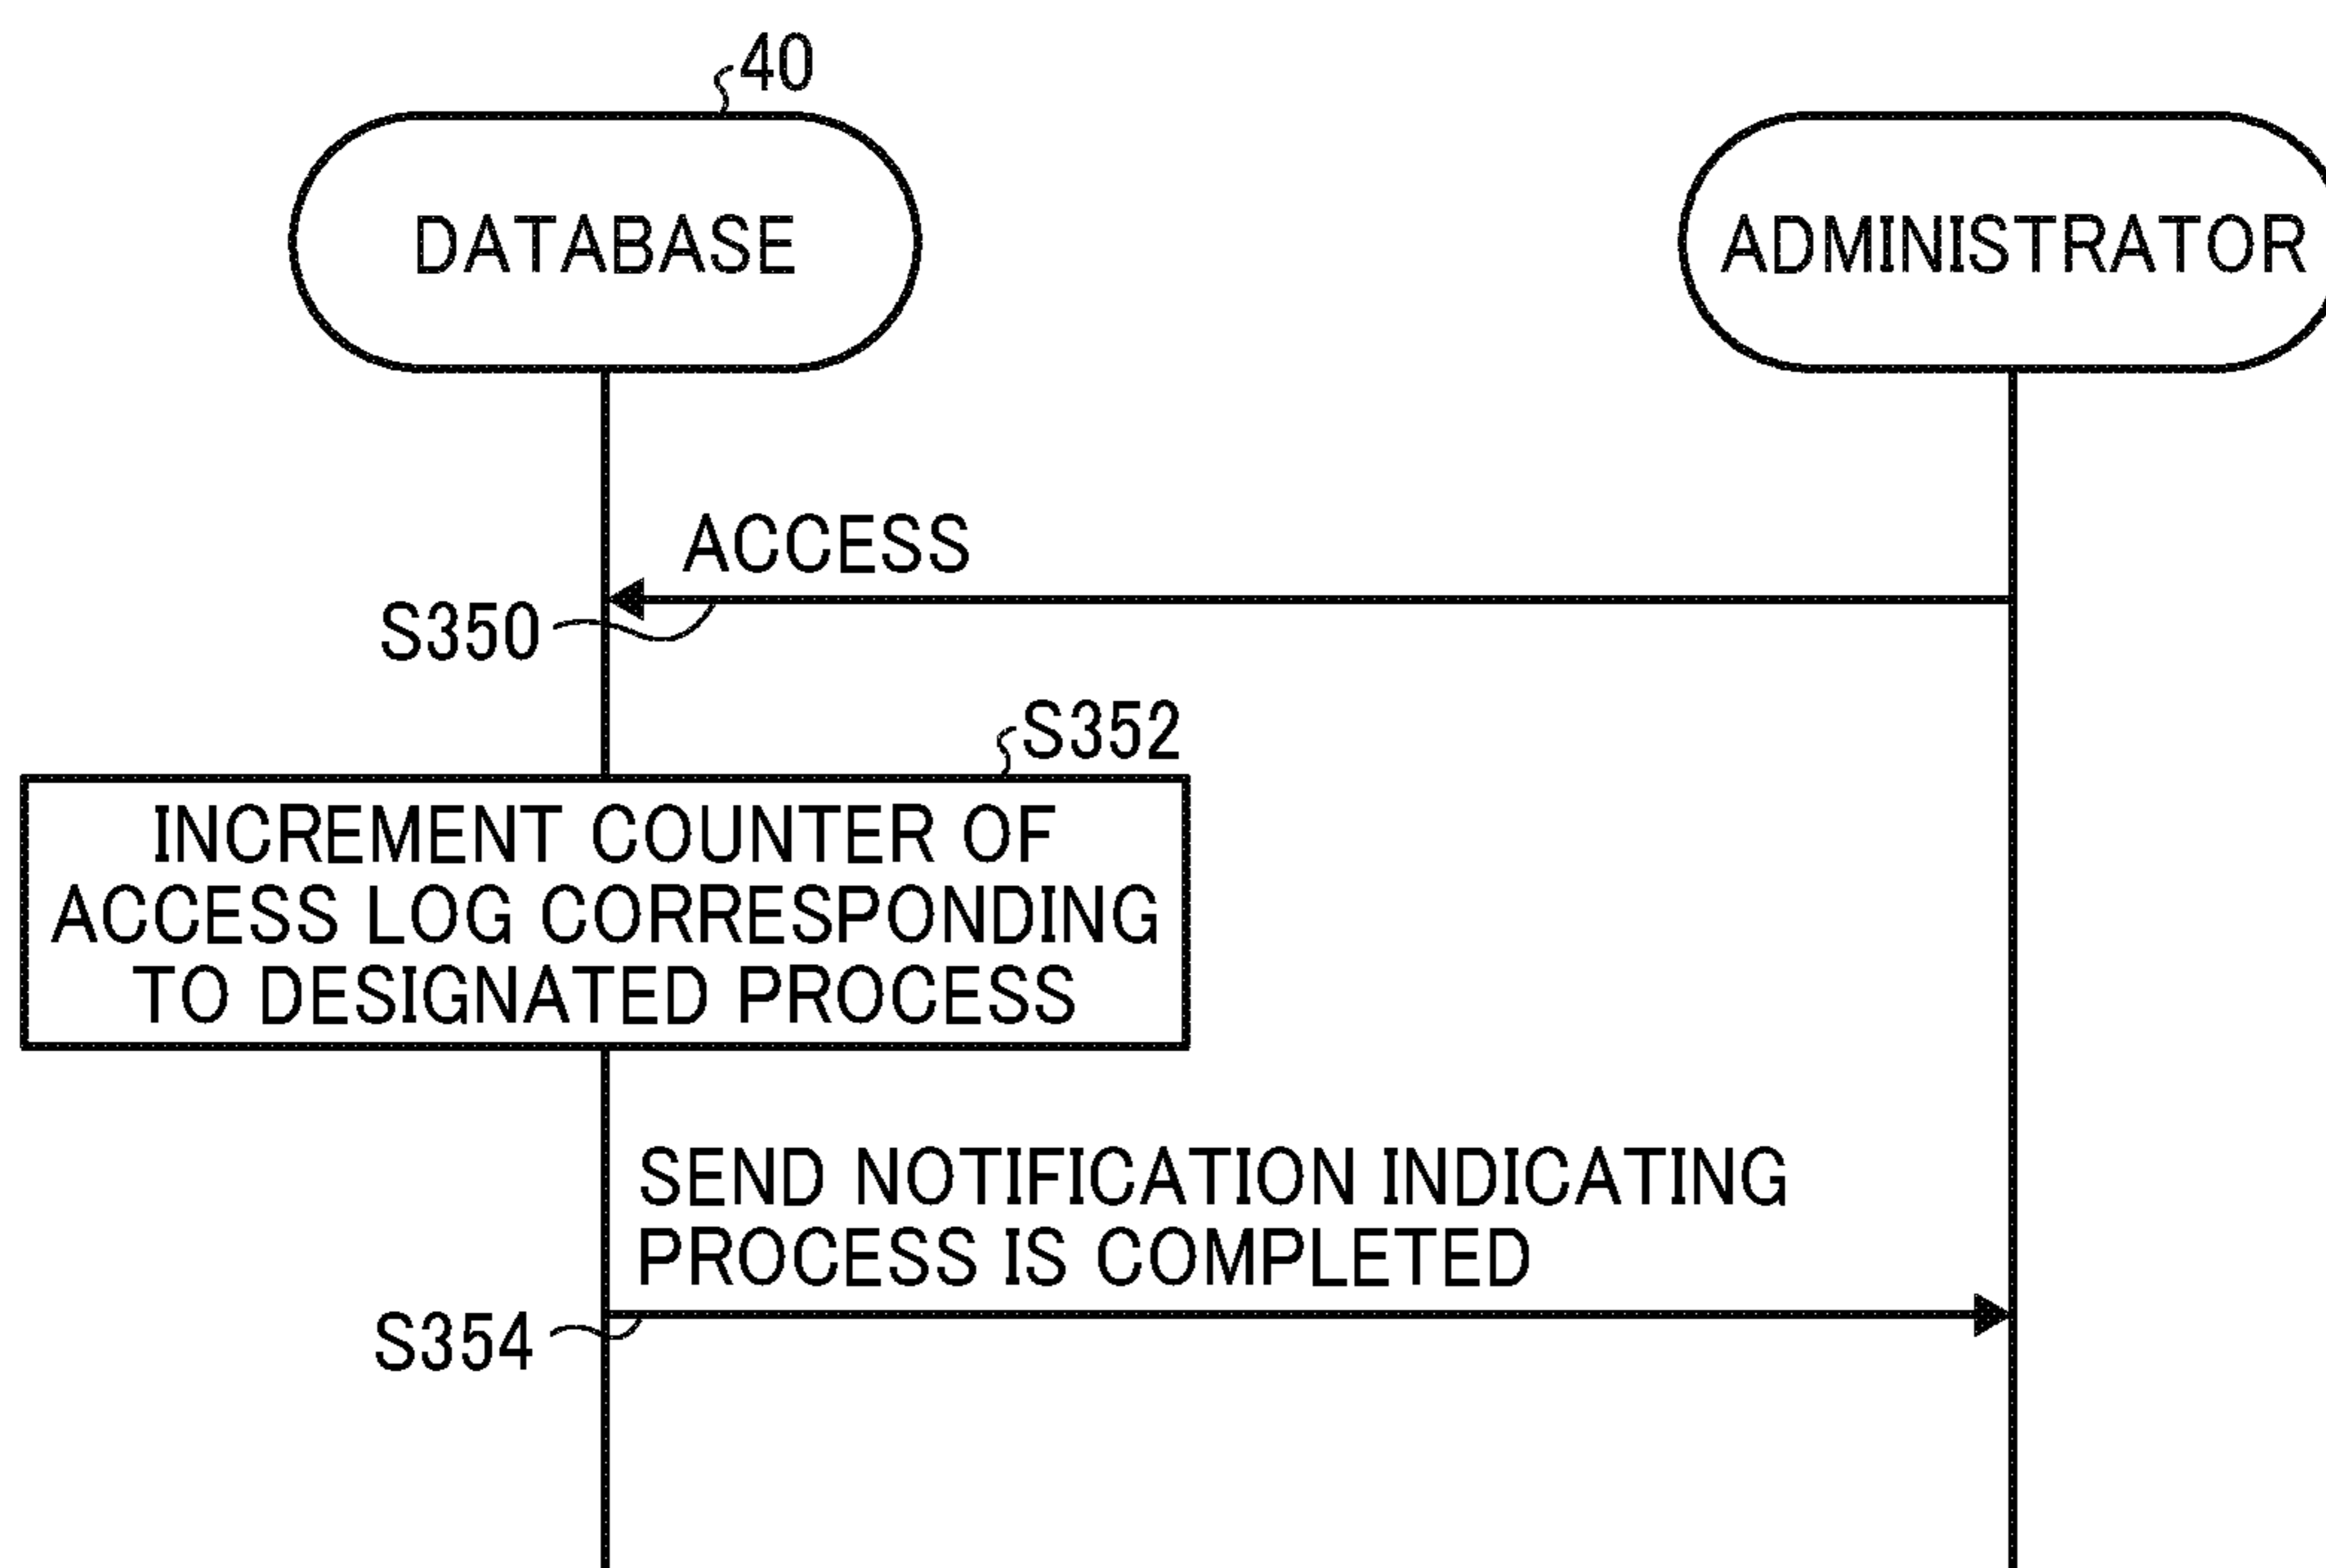 40
DATABASE
ADMINISTRATOR
ACCESS
S350
S352
INCREMENT COUNTER OF
ACCESS LOG CORRESPONDING
TO DESIGNATED PROCESS
SEND NOTIFICATION INDICATING
PROCESS IS COMPLETED
S354